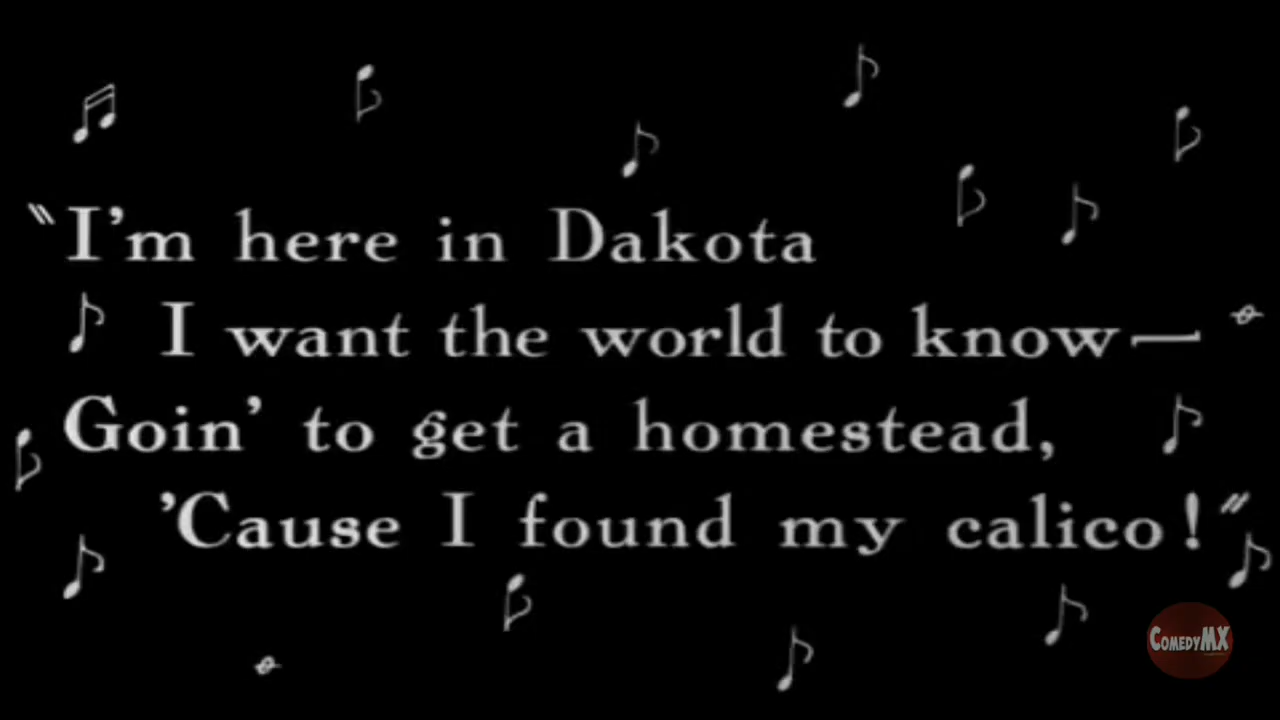 "I'm here in Dakota
I want the world to know—
Goin' to get a homestead,
'Cause I found my calico!"
COMEDYMX